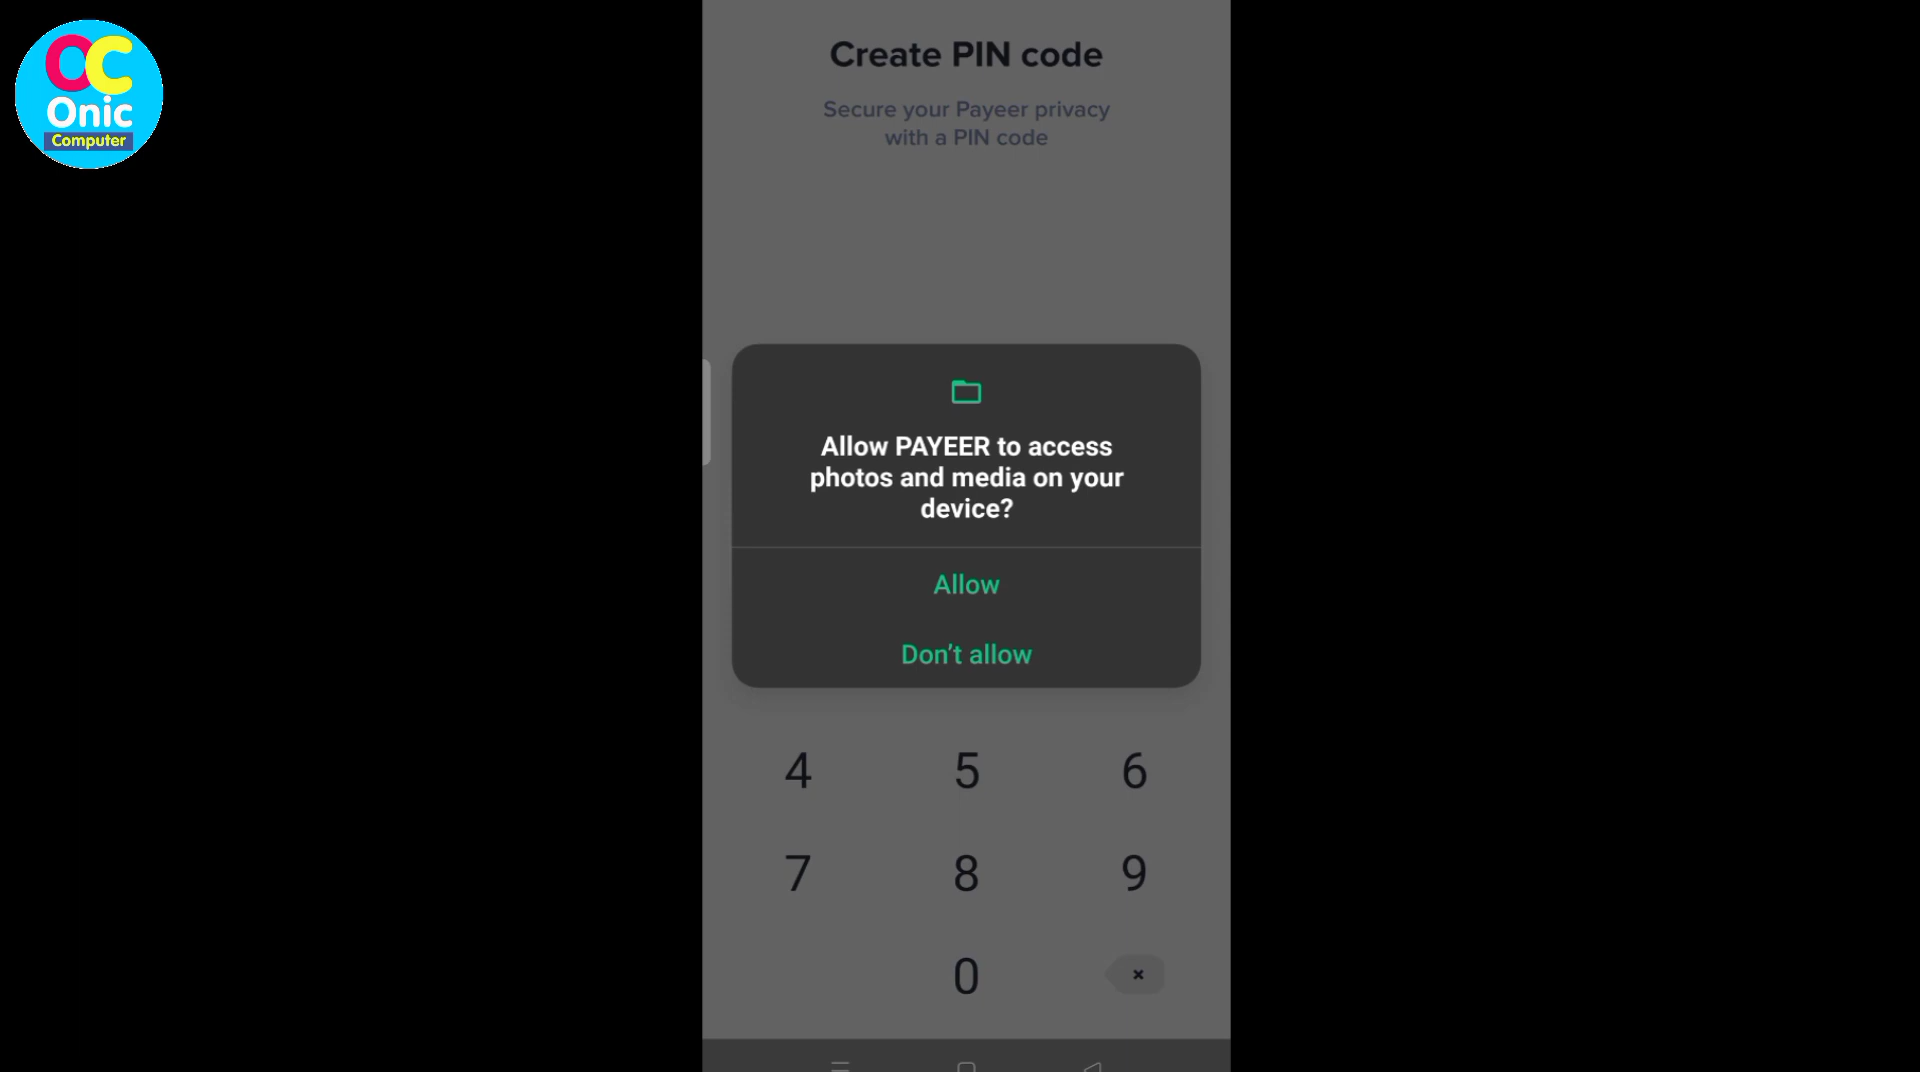 OC
Onic
Computer
Create PIN code
Secure your Payeer privacy
with a PIN code
Allow PAYEER to access
photos and media on your
device?
Allow
Don't allow
4 5 6
7 8 9
0